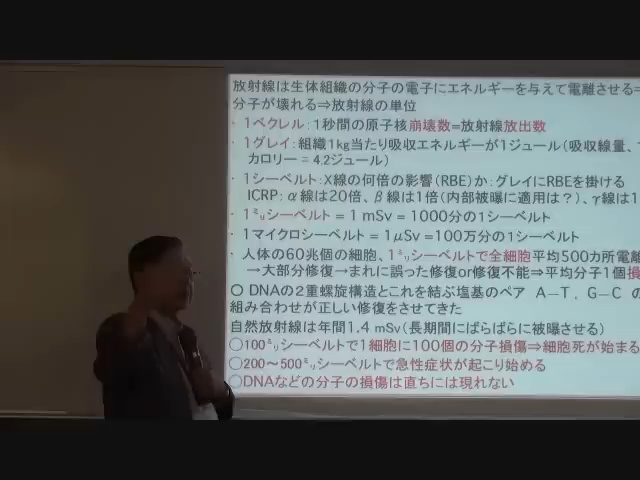 放射線は生体組織の分子の電子にエネルギーを与えて電離させる⇒
分子が壊れる⇒放射線の単位
・1ベクレル：1秒間の原子核崩壊数=放射線放出数
・1グレイ：組織1kg当たり吸収エネルギーが1ジュール（吸収線量、
カロリー = 4.2ジュール）
・1シーベルト：X線の何倍の影響（RBE）か：グレイにRBEを掛ける
ICRP：α線は20倍、β線は1倍（内部被曝に適用は？）、γ線は1
・1㍉シーベルト = 1 mSv = 1000分の1シーベルト
・1マイクロシーベルト = 1μSv = 100万分の1シーベルト
・人体の60兆個の細胞、1㍉シーベルトで全細胞平均500カ所電離
→大部分修復→まれに誤った修復or修復不能⇒平均分子1個損
〇 DNAの2重螺旋構造とこれを結ぶ塩基のペア A—T，G—C の
組み合わせが正しい修復をさせてきた
自然放射線は年間1.4 mSv（長期間にばらばらに被曝させる）
〇100㍉シーベルトで1細胞に100個の分子損傷⇒細胞死が始まる
〇200～500㍉シーベルトで急性症状が起こり始める
〇DNAなどの分子の損傷は直ちには現れない